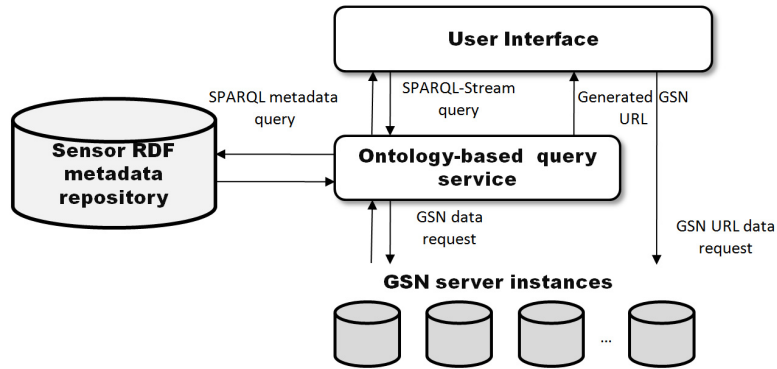 User Interface
SPARQL metadata
query
SPARQL-Stream
query
Generated GSN
URL
Sensor RDF
metadata
repository
Ontology-based query
service
GSN data
request
GSN URL data
request
GSN server instances
...